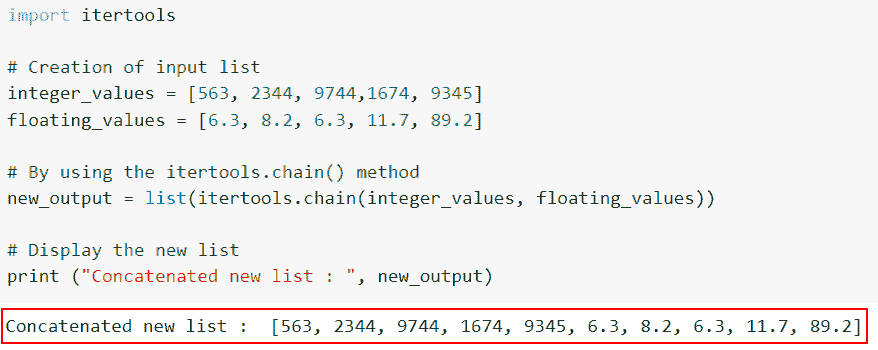 import itertools
# Creation of input list
integer_values = [563, 2344, 9744,1674, 9345]
floating_values = [6.3, 8.2, 6.3, 11.7, 89.2]
# By using the itertools.chain() method
new_output = list(itertools.chain(integer_values, floating_values))
# Display the new list
print ("Concatenated new list : ", new_output)
Concatenated new list :  [563, 2344, 9744, 1674, 9345, 6.3, 8.2, 6.3, 11.7, 89.2]